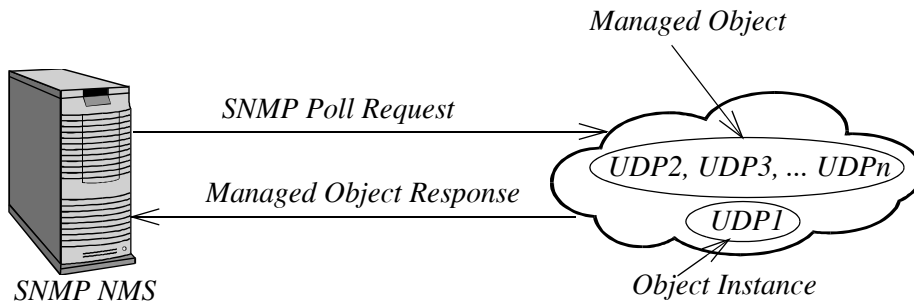 Managed Object
SNMP Poll Request
UDP2, UDP3, ... UDPn
Managed Object Response
UDP1
SNMP NMS
Object Instance